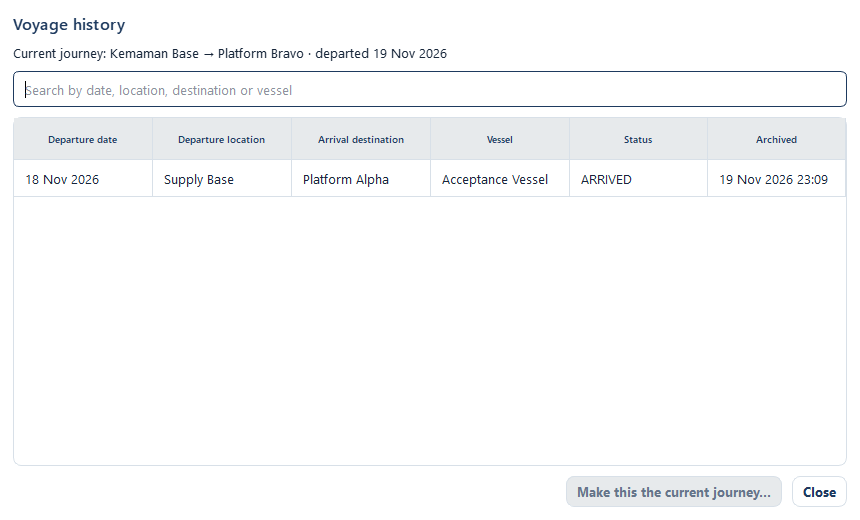 Voyage history
Current journey: Kemaman Base → Platform Bravo · departed 19 Nov 2026
Search by date, location, destination or vessel
Departure date Departure location Arrival destination Vessel Status Archived
18 Nov 2026 Supply Base Platform Alpha Acceptance Vessel ARRIVED 19 Nov 2026 23:09
Make this the current journey... Close